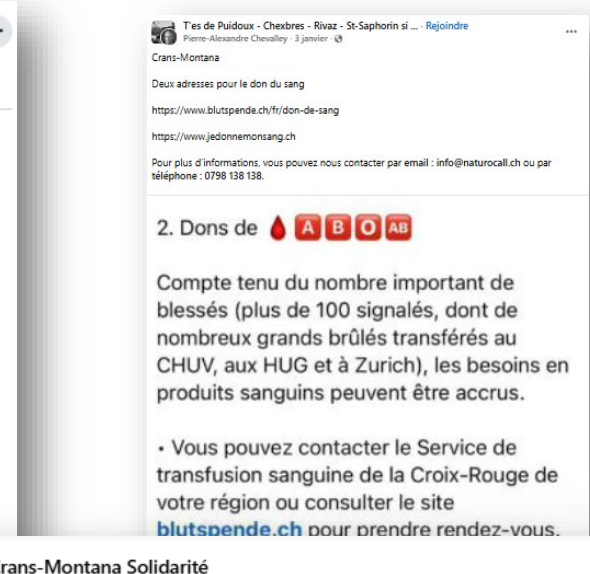 T'es de Puidoux - Chexbres - Rivaz - St-Saphorin si ... · Rejoindre
Pierre-Alexandre Chevalley · 3 janvier ·
Crans-Montana
Deux adresses pour le don du sang
https://www.blutspende.ch/fr/don-de-sang
https://www.jedonnemonsang.ch
Pour plus d'informations, vous pouvez nous contacter par email : info@naturocall.ch ou par
téléphone : 0798 138 138.
2. Dons de 🩸 🅰️ 🅱️ 🅾️ 🆎
Compte tenu du nombre important de
blessés (plus de 100 signalés, dont de
nombreux grands brûlés transférés au
CHUV, aux HUG et à Zurich), les besoins en
produits sanguins peuvent être accrus.
• Vous pouvez contacter le Service de
transfusion sanguine de la Croix-Rouge de
votre région ou consulter le site
blutspende.ch pour prendre rendez-vous.
rans-Montana Solidarité